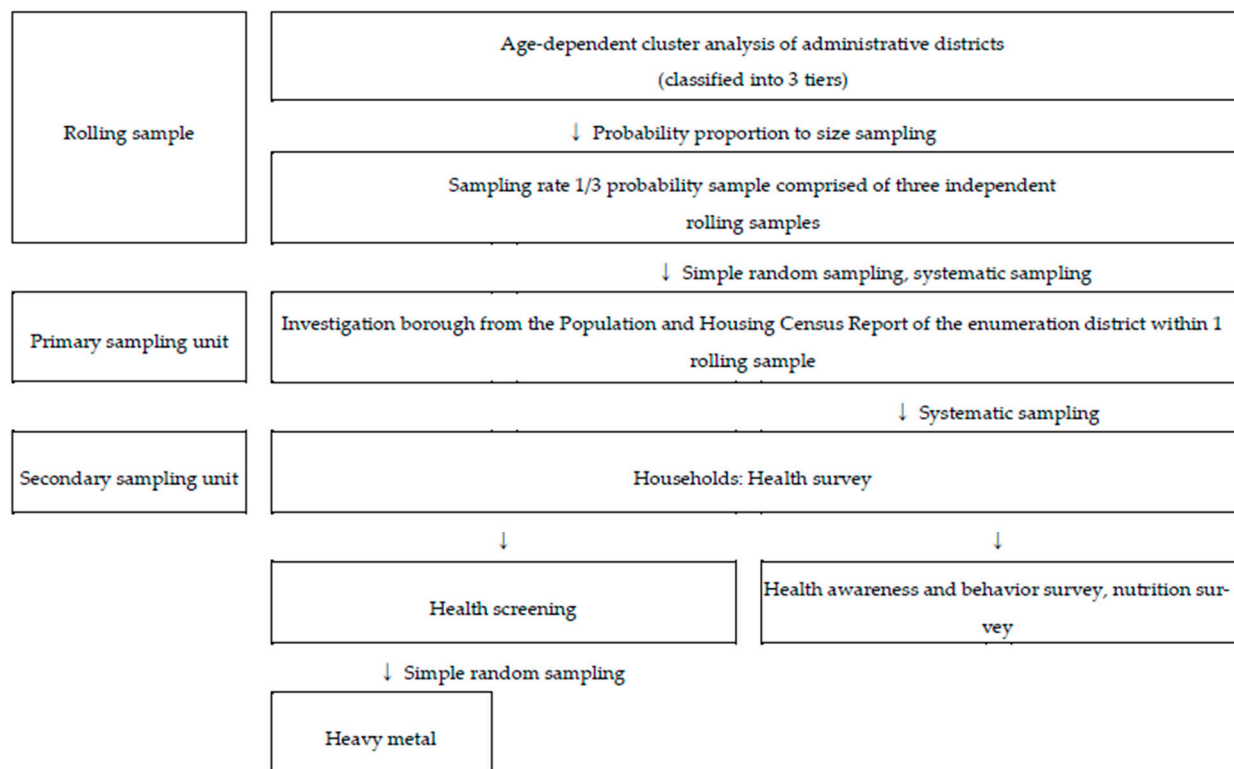 Rolling sample
Age-dependent cluster analysis of administrative districts
(classified into 3 tiers)
↓ Probability proportion to size sampling
Sampling rate 1/3 probability sample comprised of three independent
rolling samples
↓ Simple random sampling, systematic sampling
Primary sampling unit
Investigation borough from the Population and Housing Census Report of the enumeration district within 1
rolling sample
↓ Systematic sampling
Secondary sampling unit
Households: Health survey
↓
↓
Health screening
Health awareness and behavior survey, nutrition sur-
vey
↓ Simple random sampling
Heavy metal